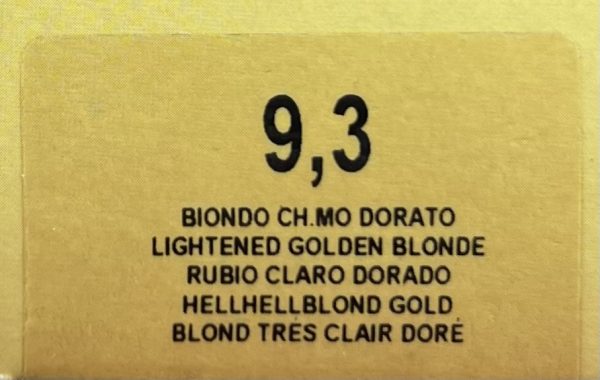 9,3
BIONDO CH.MO DORATO
LIGHTENED GOLDEN BLONDE
RUBIO CLARO DORADO
HELLHELLBLOND GOLD
BLOND TRÉS CLAIR DORÉ